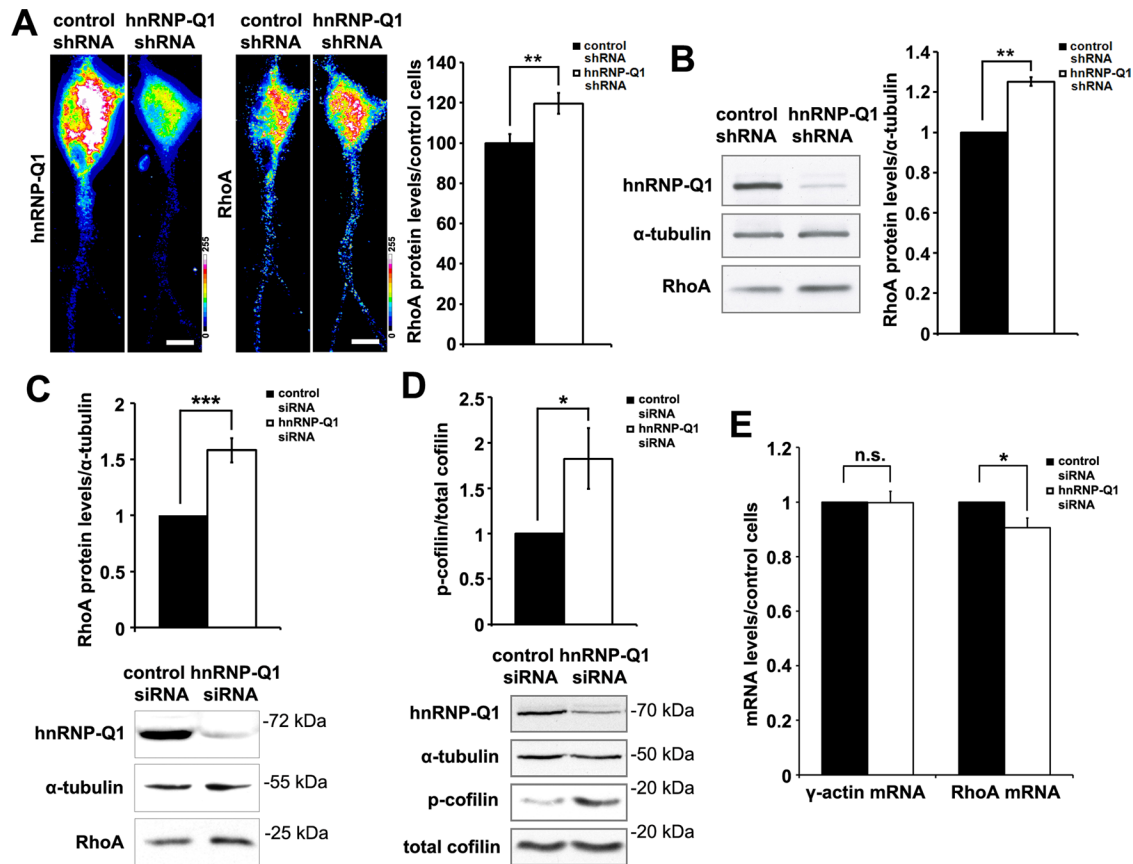 A
control hnRNP-Q1
shRNA shRNA
control hnRNP-Q1
shRNA shRNA
hnRNP-Q1
255
0
RhoA
255
0
RhoA protein levels/control cells
140
120
100
80
60
40
20
0
**
control
shRNA
hnRNP-Q1
shRNA
B
control hnRNP-Q1
shRNA shRNA
hnRNP-Q1
α-tubulin
RhoA
RhoA protein levels/α-tubulin
1.4
1.2
1
0.8
0.6
0.4
0.2
0
**
control
shRNA
hnRNP-Q1
shRNA
C
RhoA protein levels/α-tubulin
2
1.5
1
0.5
0
***
control
siRNA
hnRNP-Q1
siRNA
control hnRNP-Q1
siRNA siRNA
hnRNP-Q1
-72 kDa
α-tubulin
-55 kDa
RhoA
-25 kDa
D
p-cofilin/total cofilin
2.5
2
1.5
1
0.5
0
*
control
siRNA
hnRNP-Q1
siRNA
control hnRNP-Q1
siRNA siRNA
hnRNP-Q1
-70 kDa
α-tubulin
-50 kDa
p-cofilin
-20 kDa
total cofilin
-20 kDa
E
mRNA levels/control cells
1.2
1
0.8
0.6
0.4
0.2
0
n.s.
*
control
siRNA
hnRNP-Q1
siRNA
γ-actin mRNA
RhoA mRNA